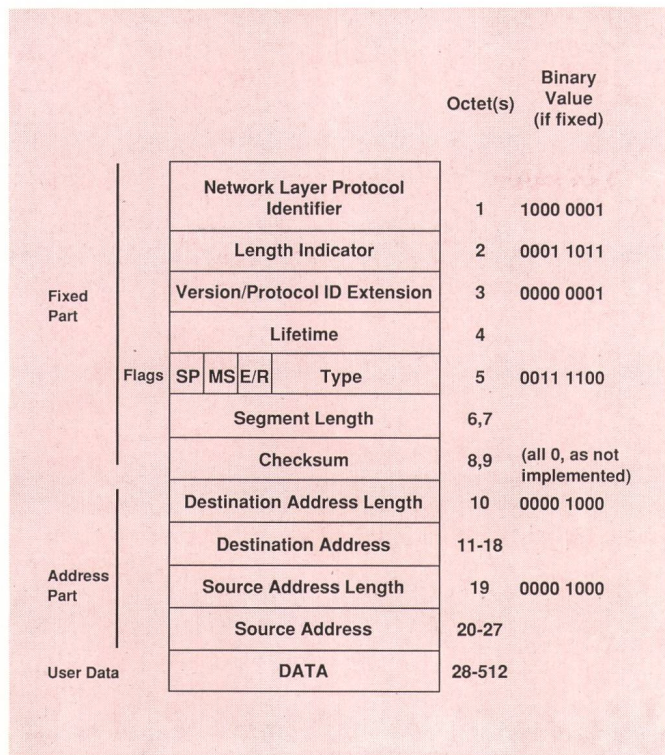 Octet(s)
Binary
Value
(if fixed)
Network Layer Protocol
Identifier
1
1000 0001
Length Indicator
2
0001 1011
Fixed
Part
Version/Protocol ID Extension
3
0000 0001
Lifetime
4
Flags
SP MS E/R Type
5
0011 1100
Segment Length
6,7
Checksum
8,9
(all 0, as not
implemented)
Destination Address Length
10
0000 1000
Destination Address
11-18
Address
Part
Source Address Length
19
0000 1000
Source Address
20-27
User Data
DATA
28-512